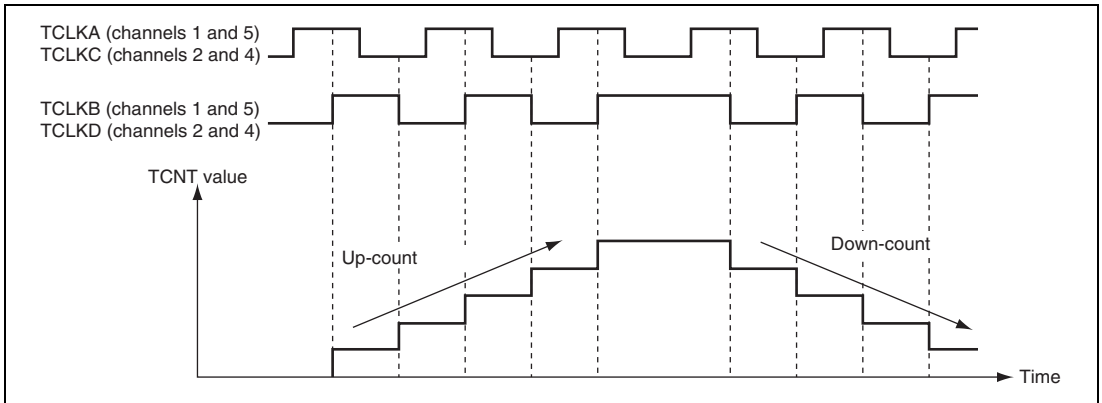 TCLKA (channels 1 and 5)
TCLKC (channels 2 and 4)
TCLKB (channels 1 and 5)
TCLKD (channels 2 and 4)
TCNT value
Up-count
Down-count
Time